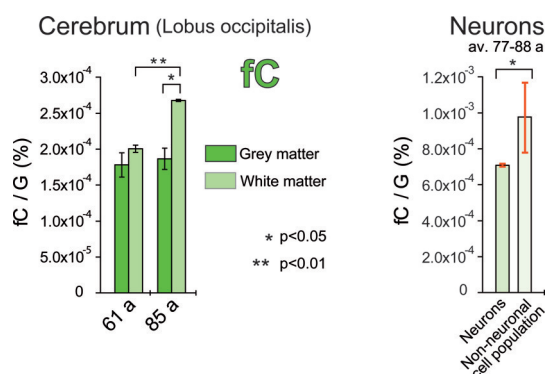 Cerebrum (Lobus occipitalis)
fC
fC / G (%)
3.0x10-4
2.5x10-4
2.0x10-4
1.5x10-4
1.0x10-4
5.0x10-5
**
*
61 a
85 a
Grey matter
White matter
* p<0.05
** p<0.01
Neurons
av. 77-88 a
*
fC / G (%)
1.2x10-3
1.0x10-3
8.0x10-4
6.0x10-4
4.0x10-4
2.0x10-4
Neurons
Non-neuronal
cell population